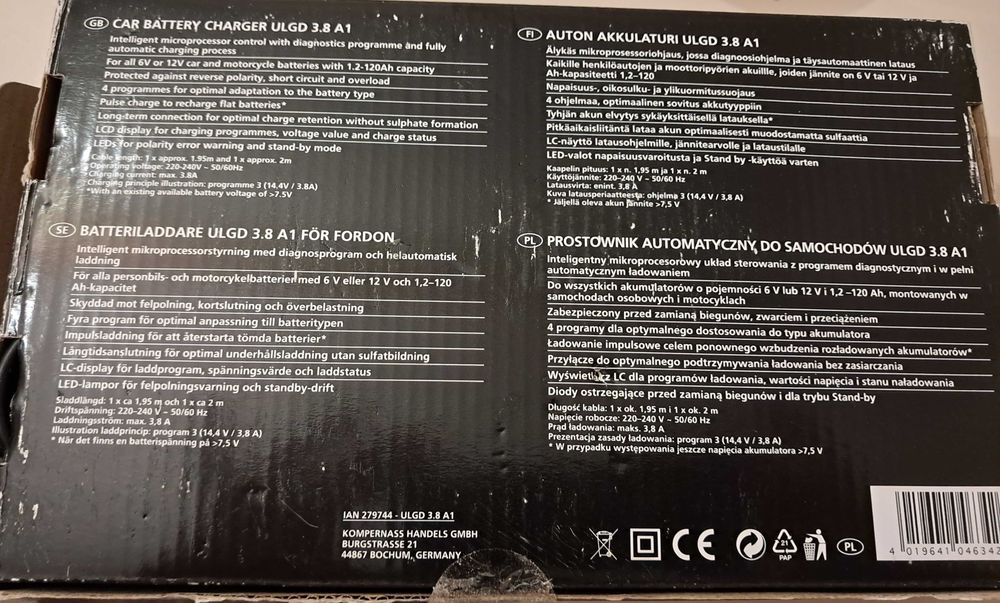 GB CAR BATTERY CHARGER ULGD 3.8 A1
Intelligent microprocessor control with diagnostics programme and fully
automatic charging process
For all 6V or 12V car and motorcycle batteries with 1.2-120Ah capacity
Protected against reverse polarity, short circuit and overload
4 programmes for optimal adaptation to the battery type
Pulse charge to recharge flat batteries*
Long-term connection for optimal charge retention without sulphate formation
LCD display for charging programmes, voltage value and charge status
LEDs for polarity error warning and stand-by mode
Cable length: 1 x approx. 1.95m and 1 x approx. 2m
Operating voltage: 220-240V ~ 50/60Hz
Charging current: max. 3.8A
Charging principle illustration: programme 3 (14.4V / 3.8A)
*With an existing available battery voltage of >7.5V
FI AUTON AKKULATURI ULGD 3.8 A1
Älykäs mikroprosessoriohjaus, jossa diagnoosiohjelma ja täysautomaattinen lataus
Kaikille henkilöautojen ja moottoripyörien akuille, joiden jännite on 6 V tai 12 V ja
Ah-kapasiteetti 1,2–120
Napaisuus-, oikosulku- ja ylikuormitussuojaus
4 ohjelmaa, optimaalinen sovitus akkutyyppiin
Tyhjän akun elvytys sykäyksittäisellä latauksella*
Pitkäaikaisliitäntä lataa akun optimaalisesti muodostamatta sulfaattia
LC-näyttö latausohjelmille, jännitearvolle ja lataustilalle
LED-valot napaisuusvaroitusta ja Stand by -käyttöä varten
Kaapelin pituus: 1 x n. 1,95 m ja 1 x n. 2 m
Käyttöjännite: 220–240 V ~ 50/60 Hz
Latausvirta: enint. 3,8 A
Kuva latausperiaatteesta: ohjelma 3 (14,4 V / 3,8 A)
* Jäljellä oleva akun jännite >7,5 V
SE BATTERILADDARE ULGD 3.8 A1 FÖR FORDON
Intelligent mikroprocessorstyrning med diagnosprogram och helautomatisk
laddning
För alla personbils- och motorcykelbatterier med 6 V eller 12 V och 1,2–120
Ah-kapacitet
Skyddad mot felpolning, kortslutning och överbelastning
Fyra program för optimal anpassning till batteritypen
Impulsladdning för att återstarta tömda batterier*
Långtidsanslutning för optimal underhållsladdning utan sulfatbildning
LC-display för laddprogram, spänningsvärde och laddstatus
LED-lampor för felpolningsvarning och standby-drift
Sladdlängd: 1 x ca 1,95 m och 1 x ca 2 m
Driftspänning: 220–240 V ~ 50/60 Hz
Laddningsström: max. 3,8 A
Illustration laddprincip: program 3 (14,4 V / 3,8 A)
* När det finns en batterispänning på >7,5 V
PL PROSTOWNIK AUTOMATYCZNY DO SAMOCHODÓW ULGD 3.8 A1
Inteligentny mikroprocesorowy układ sterowania z programem diagnostycznym i w pełni
automatycznym ładowaniem
Do wszystkich akumulatorów o pojemności 6 V lub 12 V i 1,2 –120 Ah, montowanych w
samochodach osobowych i motocyklach
Zabezpieczony przed zamianą biegunów, zwarciem i przeciążeniem
4 programy dla optymalnego dostosowania do typu akumulatora
Ładowanie impulsowe celem ponownego wzbudzenia rozładowanych akumulatorów*
Przyłącze do optymalnego podtrzymywania ładowania bez zasiarczania
Wyświetlacz LC dla programów ładowania, wartości napięcia i stanu naładowania
Diody ostrzegające przed zamianą biegunów i dla trybu Stand-by
Długość kabla: 1 x ok. 1,95 m i 1 x ok. 2 m
Napięcie robocze: 220–240 V ~ 50/60 Hz
Prąd ładowania: maks. 3,8 A
Prezentacja zasady ładowania: program 3 (14,4 V / 3,8 A)
* W przypadku występowania jeszcze napięcia akumulatora >7,5 V
IAN 279744 - ULGD 3.8 A1
KOMPERNASS HANDELS GMBH
BURGSTRASSE 21
44867 BOCHUM, GERMANY
CE
21
PAP
PL
4 019641 046342